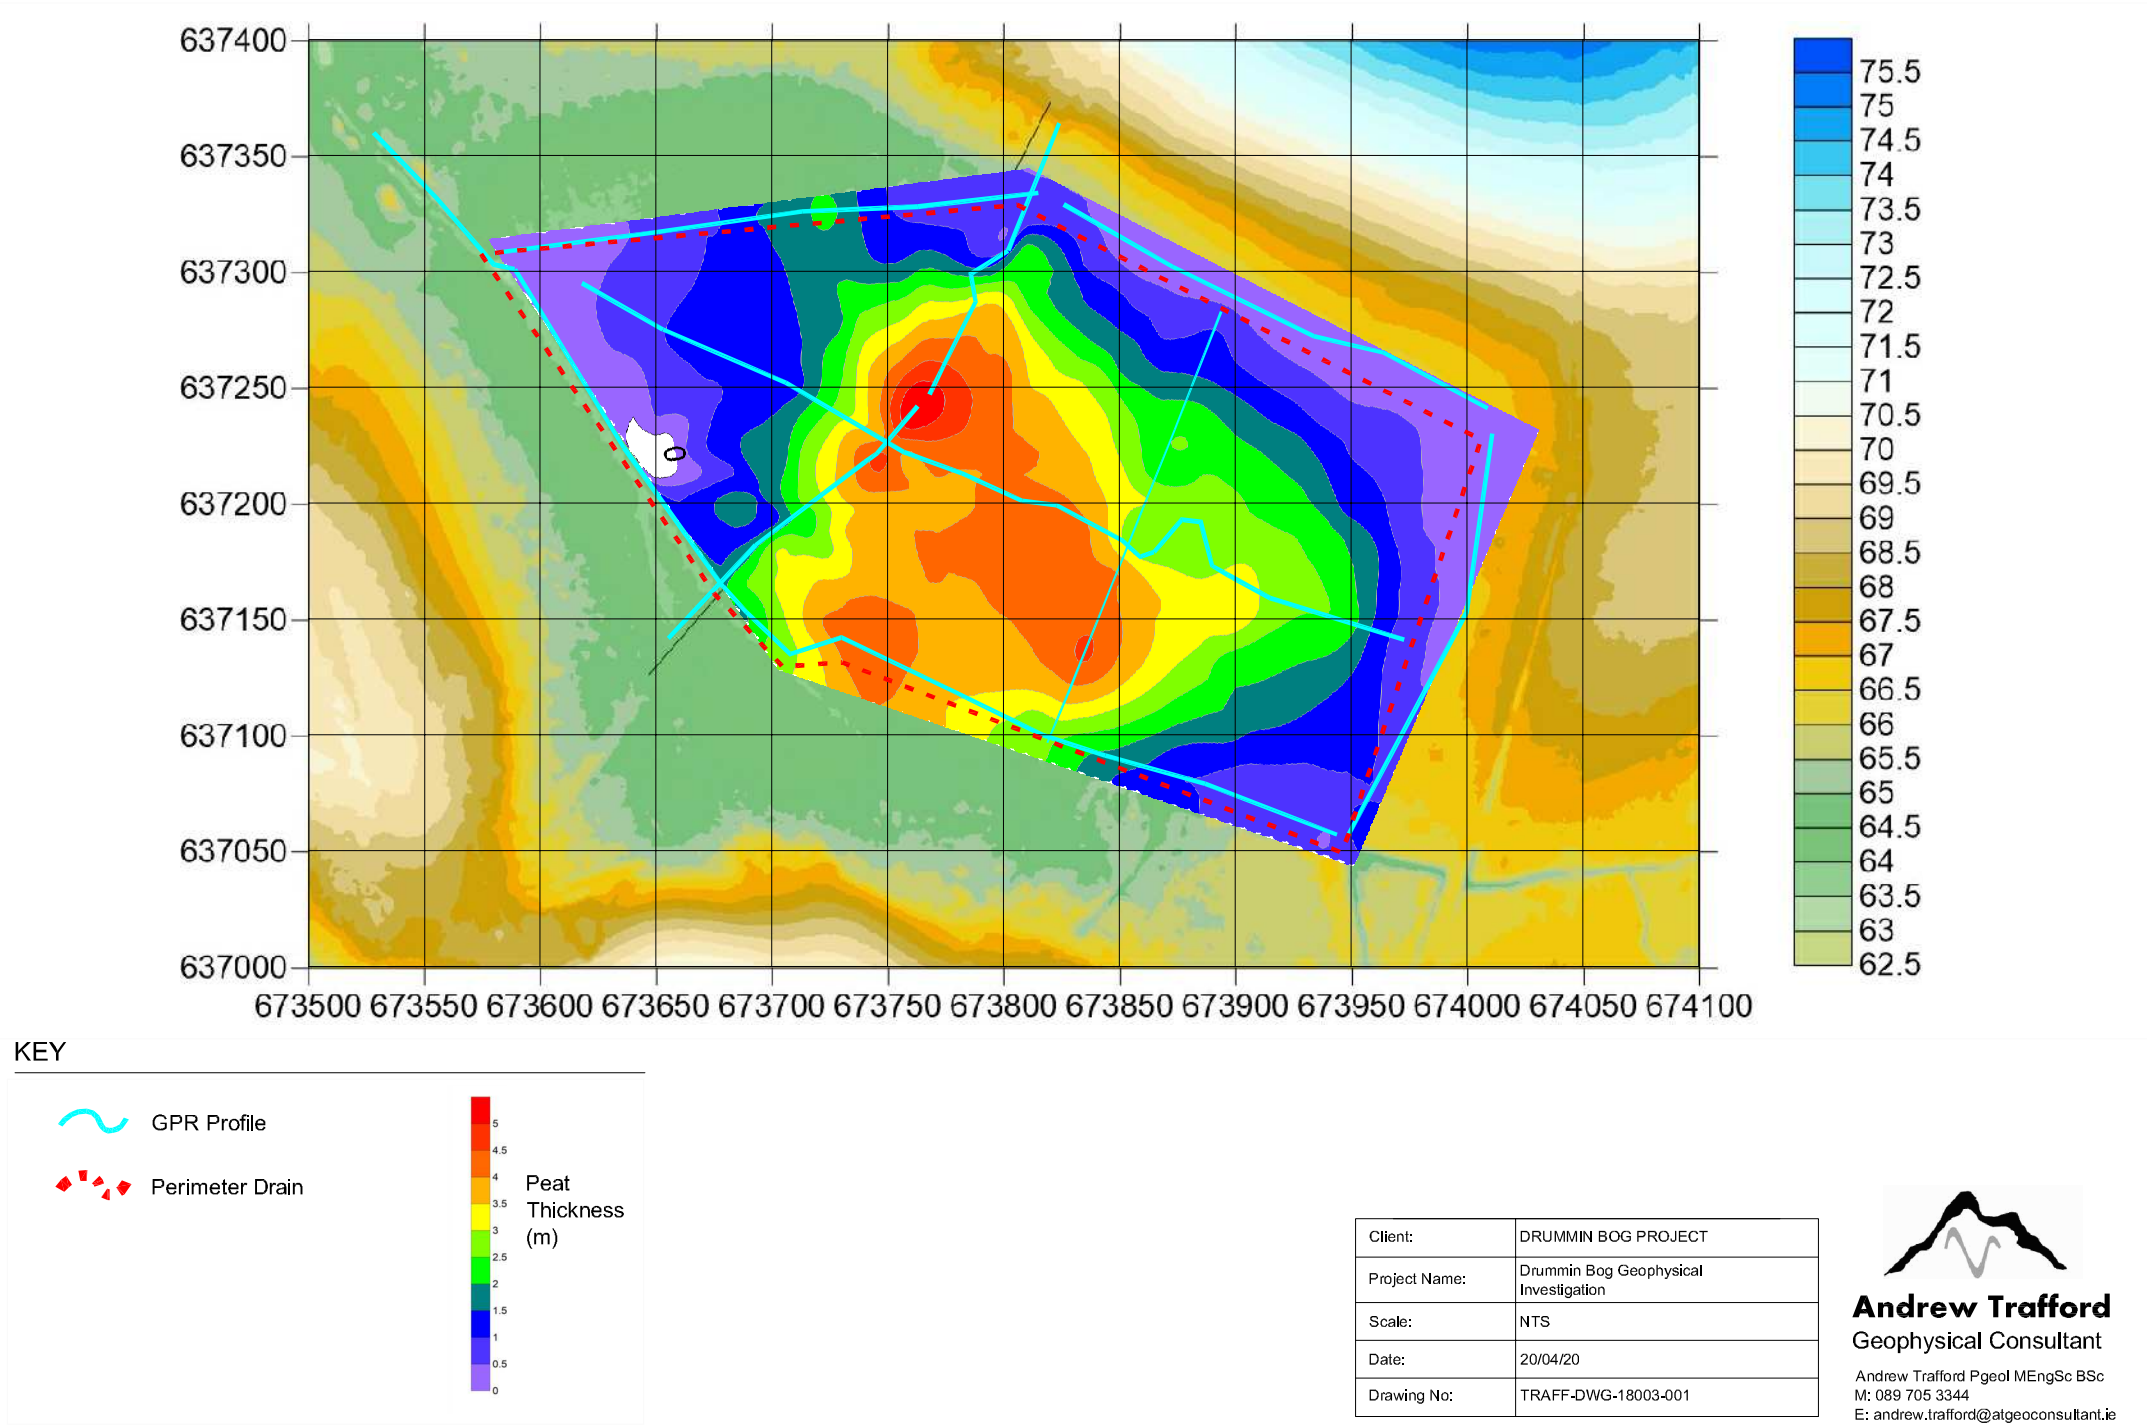 637400
637350
637300
637250
637200
637150
637100
637050
637000
673500 673550 673600 673650 673700 673750 673800 673850 673900 673950 674000 674050 674100
0
75.5
75
74.5
74
73.5
73
72.5
72
71.5
71
70.5
70
69.5
69
68.5
68
67.5
67
66.5
66
65.5
65
64.5
64
63.5
63
62.5
KEY
GPR Profile
Perimeter Drain
5
4.5
4
3.5
3
2.5
2
1.5
1
0.5
0
Peat
Thickness
(m)
Client: DRUMMIN BOG PROJECT
Project Name: Drummin Bog Geophysical
Investigation
Scale: NTS
Date: 20/04/20
Drawing No: TRAFF-DWG-18003-001
Andrew Trafford
Geophysical Consultant
Andrew Trafford Pgeol MEngSc BSc
M: 089 705 3344
E: andrew.trafford@atgeoconsultant.ie